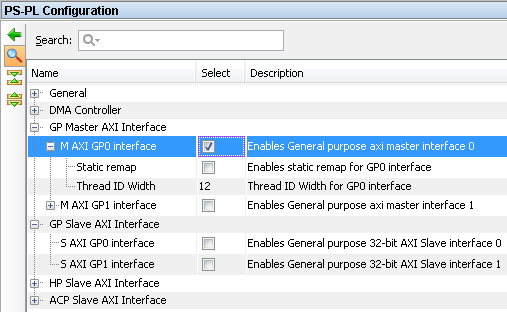 PS-PL Configuration
Search:
Name Select Description
General
DMA Controller
GP Master AXI Interface
M AXI GP0 interface Enables General purpose axi master interface 0
Static remap Enables static remap for GP0 interface
Thread ID Width 12 Thread ID Width for GP0 interface
M AXI GP1 interface Enables General purpose axi master interface 1
GP Slave AXI Interface
S AXI GP0 interface Enables General purpose 32-bit AXI Slave interface 0
S AXI GP1 interface Enables General purpose 32-bit AXI Slave interface 1
HP Slave AXI Interface
ACP Slave AXI Interface